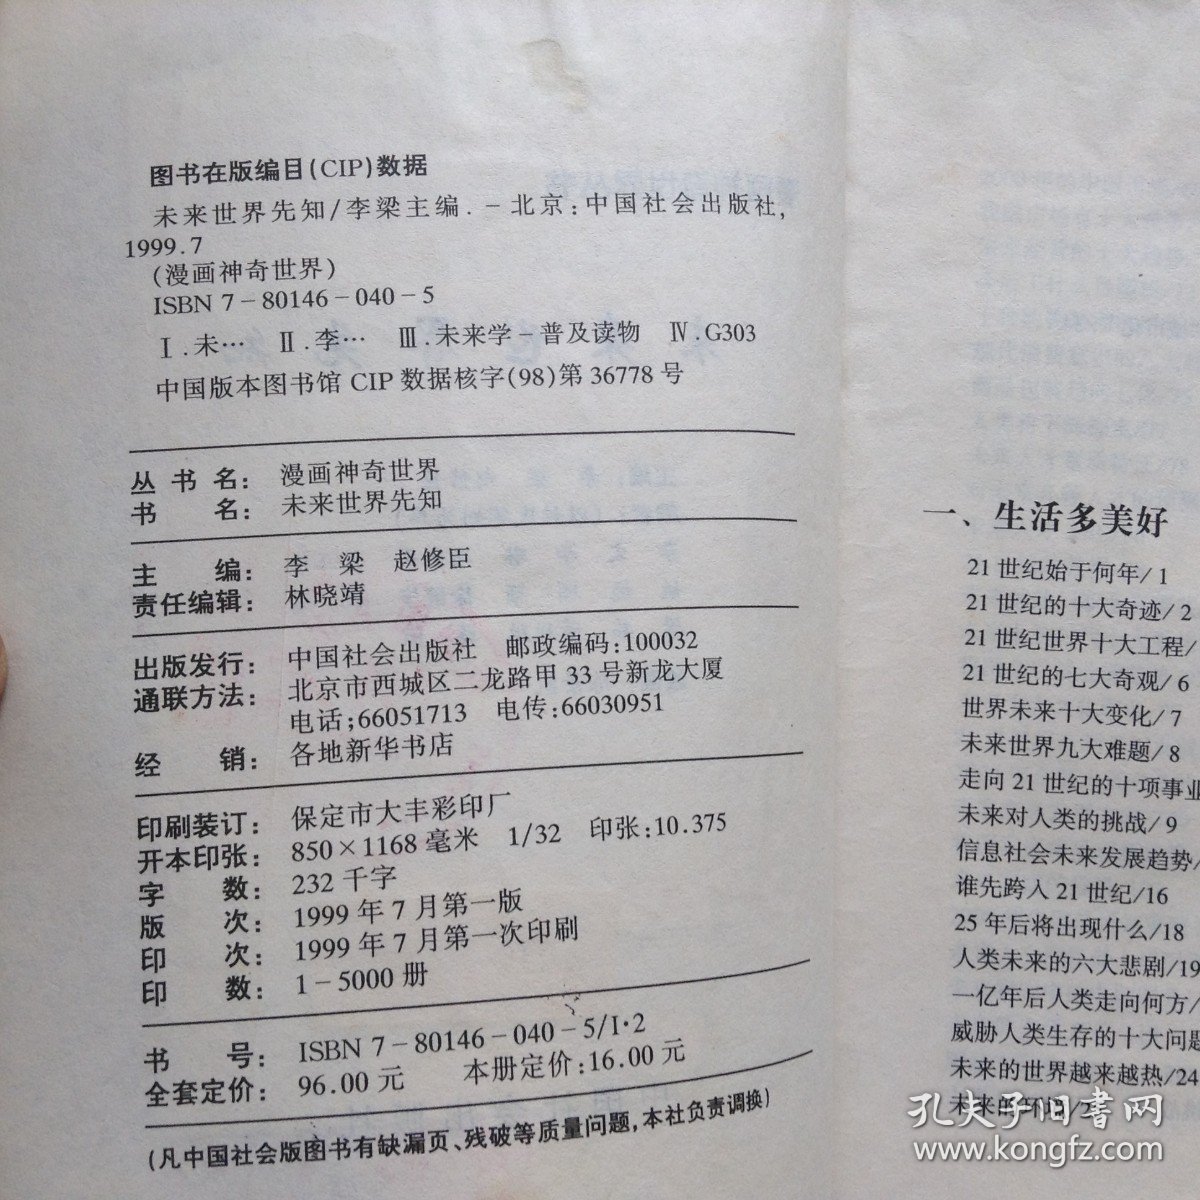 图书在版编目(CIP)数据
未来世界先知/李梁主编.－北京:中国社会出版社,
1999.7
(漫画神奇世界)
ISBN 7－80146－040－5
Ⅰ.未… Ⅱ.李… Ⅲ.未来学－普及读物 Ⅳ.G303
中国版本图书馆 CIP 数据核字(98)第 36778 号
丛书名: 漫画神奇世界
书名: 未来世界先知
主编: 李 梁 赵修臣
责任编辑: 林晓靖
出版发行: 中国社会出版社 邮政编码:100032
通联方法: 北京市西城区二龙路甲 33 号新龙大厦
电话;66051713 电传:66030951
经销: 各地新华书店
印刷装订: 保定市大丰彩印厂
开本印张: 850×1168 毫米 1/32 印张:10.375
字数: 232 千字
版次: 1999 年 7 月第一版
印次: 1999 年 7 月第一次印刷
印数: 1－5000 册
书号: ISBN 7－80146－040－5/I·2
全套定价: 96.00 元 本册定价:16.00 元
(凡中国社会版图书有缺漏页、残破等质量问题,本社负责调换)
一、生活多美好
21 世纪始于何年/ 1
21 世纪的十大奇迹/ 2
21 世纪世界十大工程/
21 世纪的七大奇观/ 6
世界未来十大变化/ 7
未来世界九大难题/ 8
走向 21 世纪的十项事业
未来对人类的挑战/ 9
信息社会未来发展趋势/
谁先跨入 21 世纪/16
25 年后将出现什么/18
人类未来的六大悲剧/19
一亿年后人类走向何方/
威胁人类生存的十大问题
未来的世界越来越热/24
未来的环境/2
孔夫子旧书网
www.kongfz.com